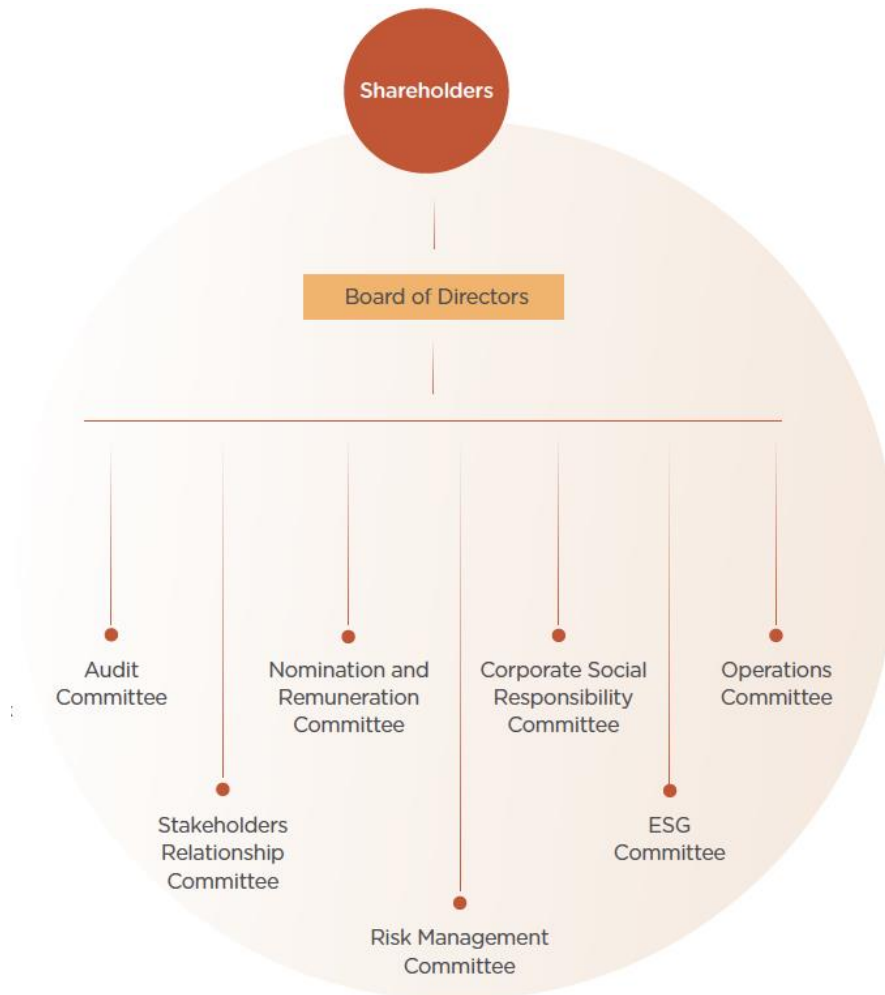 Shareholders
Board of Directors
Audit
Committee
Nomination and
Remuneration
Committee
Corporate Social
Responsibility
Committee
Operations
Committee
Stakeholders
Relationship
Committee
ESG
Committee
Risk Management
Committee